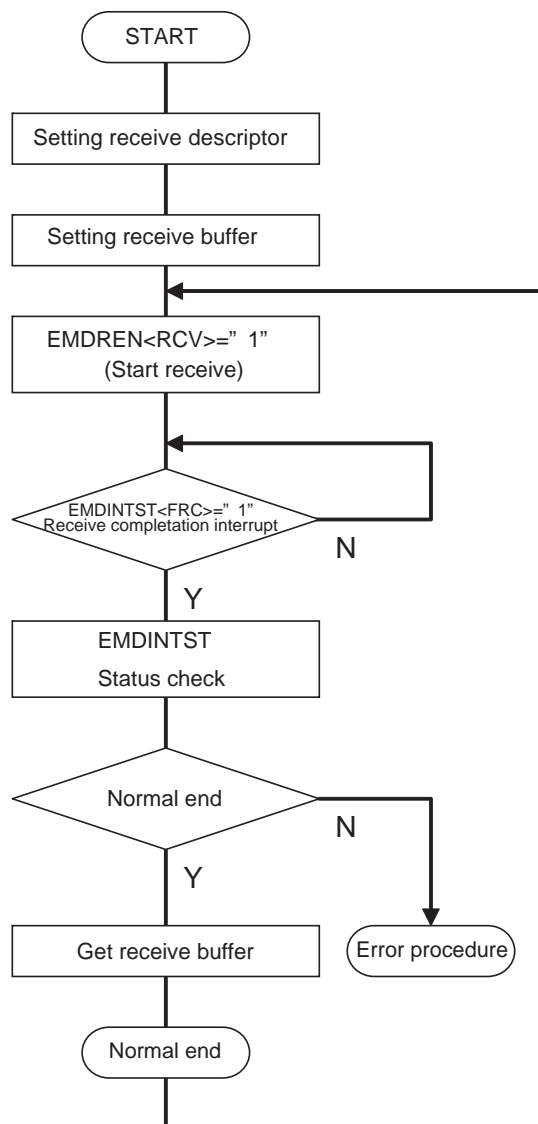 START
Setting receive descriptor
Setting receive buffer
EMDREN<RCV>=” 1”
(Start receive)
EMDINTST<FRC>=” 1”
Receive completation interrupt
N
Y
EMDINTST
Status check
Normal end
N
Y
Get receive buffer
Error procedure
Normal end